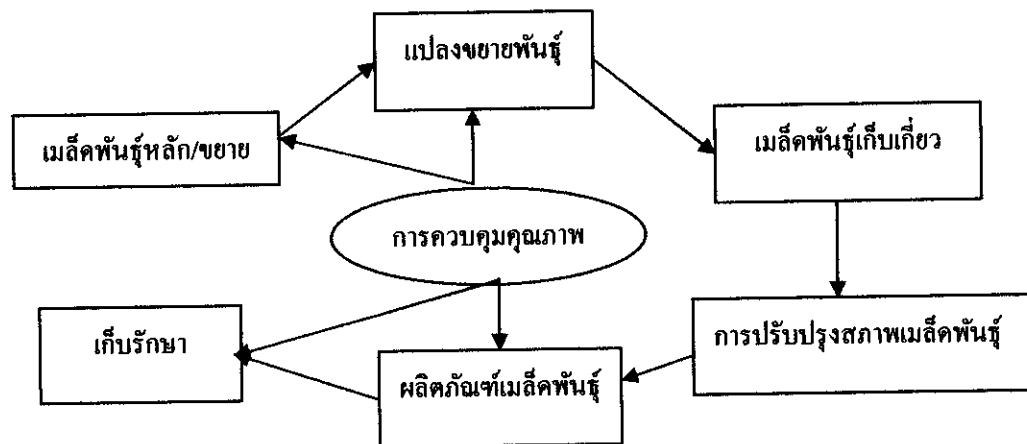 แปลงขยายพันธุ์
เมล็ดพันธุ์หลัก/ขยาย
เมล็ดพันธุ์เก็บเกี่ยว
การควบคุมคุณภาพ
เก็บรักษา
การปรับปรุงสภาพเมล็ดพันธุ์
ผลิตภัณฑ์เมล็ดพันธุ์